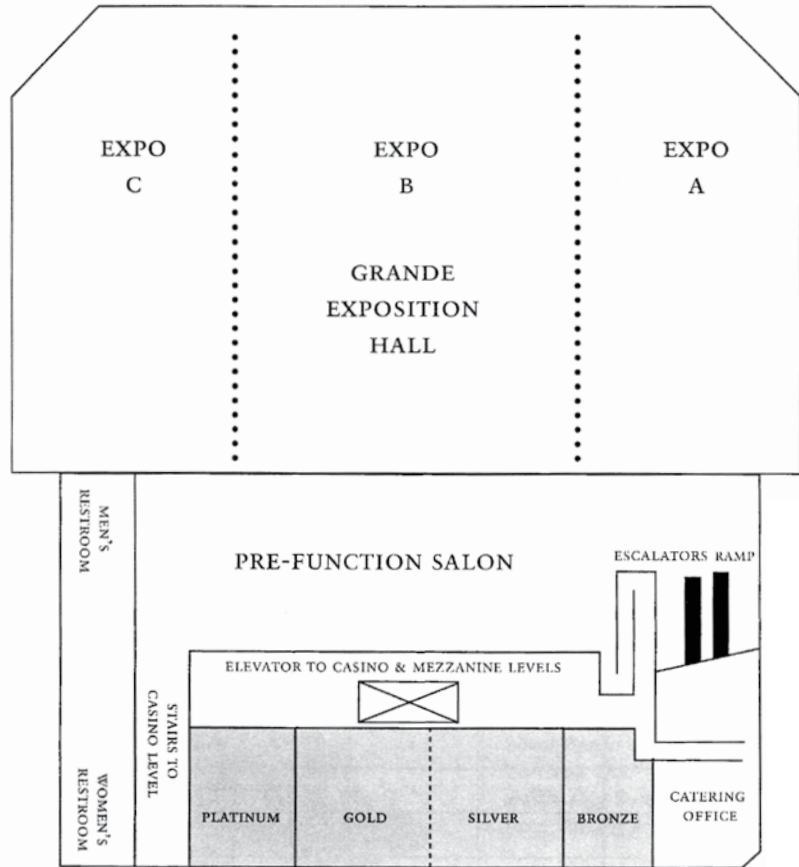 EXPO
C
EXPO
B
EXPO
A
GRANDE
EXPOSITION
HALL
MEN'S
RESTROOM
PRE-FUNCTION SALON
ESCALATORS RAMP
ELEVATOR TO CASINO & MEZZANINE LEVELS
STAIRS TO
CASINO LEVEL
WOMEN'S
RESTROOM
PLATINUM
GOLD
SILVER
BRONZE
CATERING
OFFICE